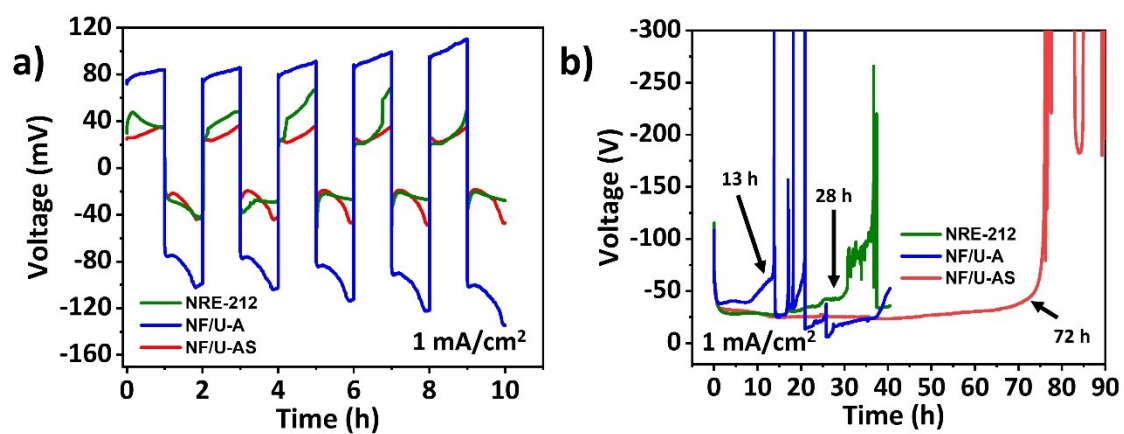 a)
Voltage (mV)
120
80
40
0
-40
-80
-120
-160
NRE-212
NF/U-A
NF/U-AS
1 mA/cm²
0 2 4 6 8 10
Time (h)
b)
Voltage (V)
-300
-250
-200
-150
-100
-50
0
13 h
28 h
NRE-212
NF/U-A
NF/U-AS
72 h
1 mA/cm²
0 10 20 30 40 50 60 70 80 90
Time (h)